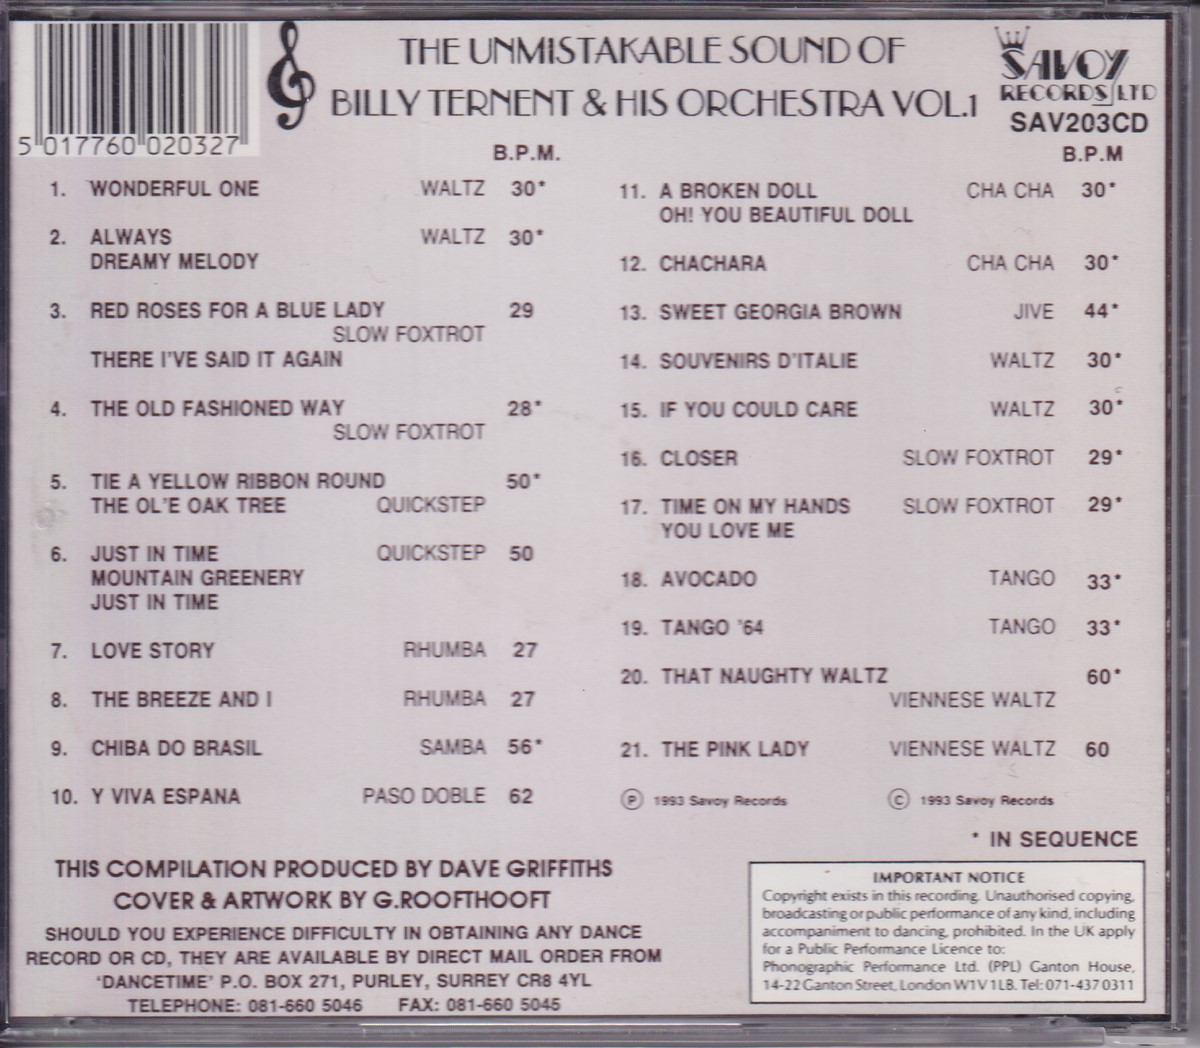 THE UNMISTAKABLE SOUND OF
BILLY TERNENT & HIS ORCHESTRA VOL.1
SAVOY
RECORDS LTD
SAV203CD
5 017760 020327
B.P.M.
1. WONDERFUL ONE WALTZ 30*
2. ALWAYS WALTZ 30*
DREAMY MELODY
3. RED ROSES FOR A BLUE LADY 29
SLOW FOXTROT
THERE I'VE SAID IT AGAIN
4. THE OLD FASHIONED WAY 28*
SLOW FOXTROT
5. TIE A YELLOW RIBBON ROUND 50*
THE OL'E OAK TREE QUICKSTEP
6. JUST IN TIME QUICKSTEP 50
MOUNTAIN GREENERY
JUST IN TIME
7. LOVE STORY RHUMBA 27
8. THE BREEZE AND I RHUMBA 27
9. CHIBA DO BRASIL SAMBA 56*
10. Y VIVA ESPANA PASO DOBLE 62
B.P.M
11. A BROKEN DOLL CHA CHA 30*
OH! YOU BEAUTIFUL DOLL
12. CHACHARA CHA CHA 30*
13. SWEET GEORGIA BROWN JIVE 44*
14. SOUVENIRS D'ITALIE WALTZ 30*
15. IF YOU COULD CARE WALTZ 30*
16. CLOSER SLOW FOXTROT 29*
17. TIME ON MY HANDS SLOW FOXTROT 29*
YOU LOVE ME
18. AVOCADO TANGO 33*
19. TANGO '64 TANGO 33*
20. THAT NAUGHTY WALTZ 60*
VIENNESE WALTZ
21. THE PINK LADY VIENNESE WALTZ 60
Ⓟ 1993 Savoy Records © 1993 Savoy Records
* IN SEQUENCE
THIS COMPILATION PRODUCED BY DAVE GRIFFITHS
COVER & ARTWORK BY G.ROOFTHOOFT
SHOULD YOU EXPERIENCE DIFFICULTY IN OBTAINING ANY DANCE
RECORD OR CD, THEY ARE AVAILABLE BY DIRECT MAIL ORDER FROM
'DANCETIME' P.O. BOX 271, PURLEY, SURREY CR8 4YL
TELEPHONE: 081-660 5046 FAX: 081-660 5045
IMPORTANT NOTICE
Copyright exists in this recording. Unauthorised copying,
broadcasting or public performance of any kind, including
accompaniment to dancing, prohibited. In the UK apply
for a Public Performance Licence to:
Phonographic Performance Ltd. (PPL) Ganton House,
14-22 Ganton Street, London W1V 1LB. Tel: 071-437 0311